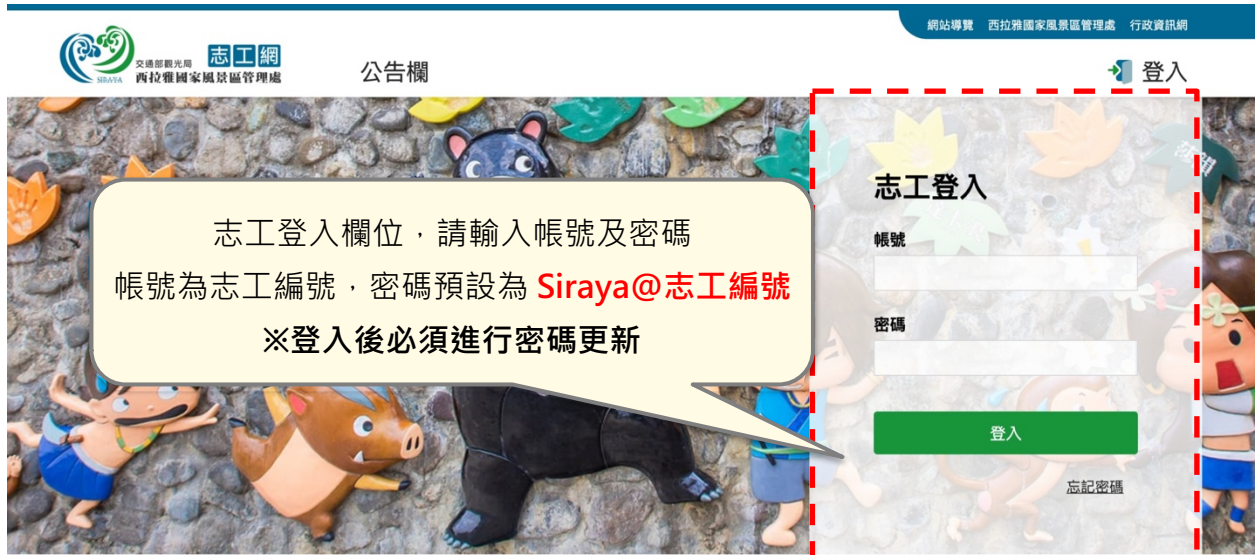 網站導覽 西拉雅國家風景區管理處 行政資訊網
SIRAYA
交通部觀光局 志工網
西拉雅國家風景區管理處
公告欄
登入
志工登入欄位，請輸入帳號及密碼
帳號為志工編號，密碼預設為 Siraya@志工編號
※登入後必須進行密碼更新
志工登入
帳號
密碼
登入
忘記密碼